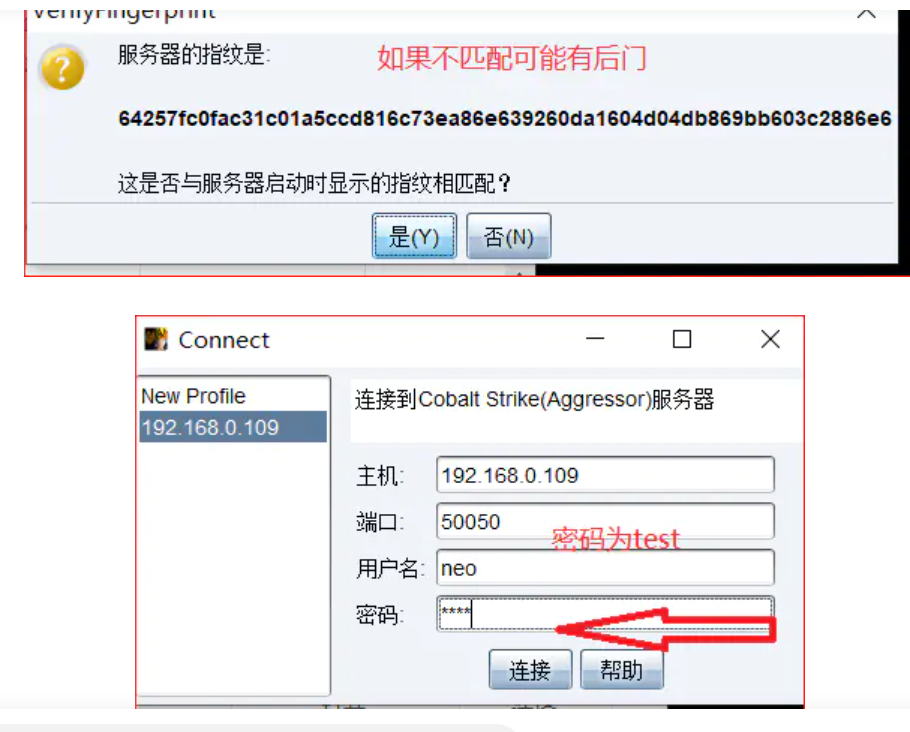 VerifyFingerprint
服务器的指纹是:
如果不匹配可能有后门
64257fc0fac31c01a5ccd816c73ea86e639260da1604d04db869bb603c2886e6
这是否与服务器启动时显示的指纹相匹配？
是(Y) 否(N)
Connect
New Profile
192.168.0.109
连接到Cobalt Strike(Aggressor)服务器
主机: 192.168.0.109
端口: 50050
密码为test
用户名: neo
密码: ****
连接 帮助